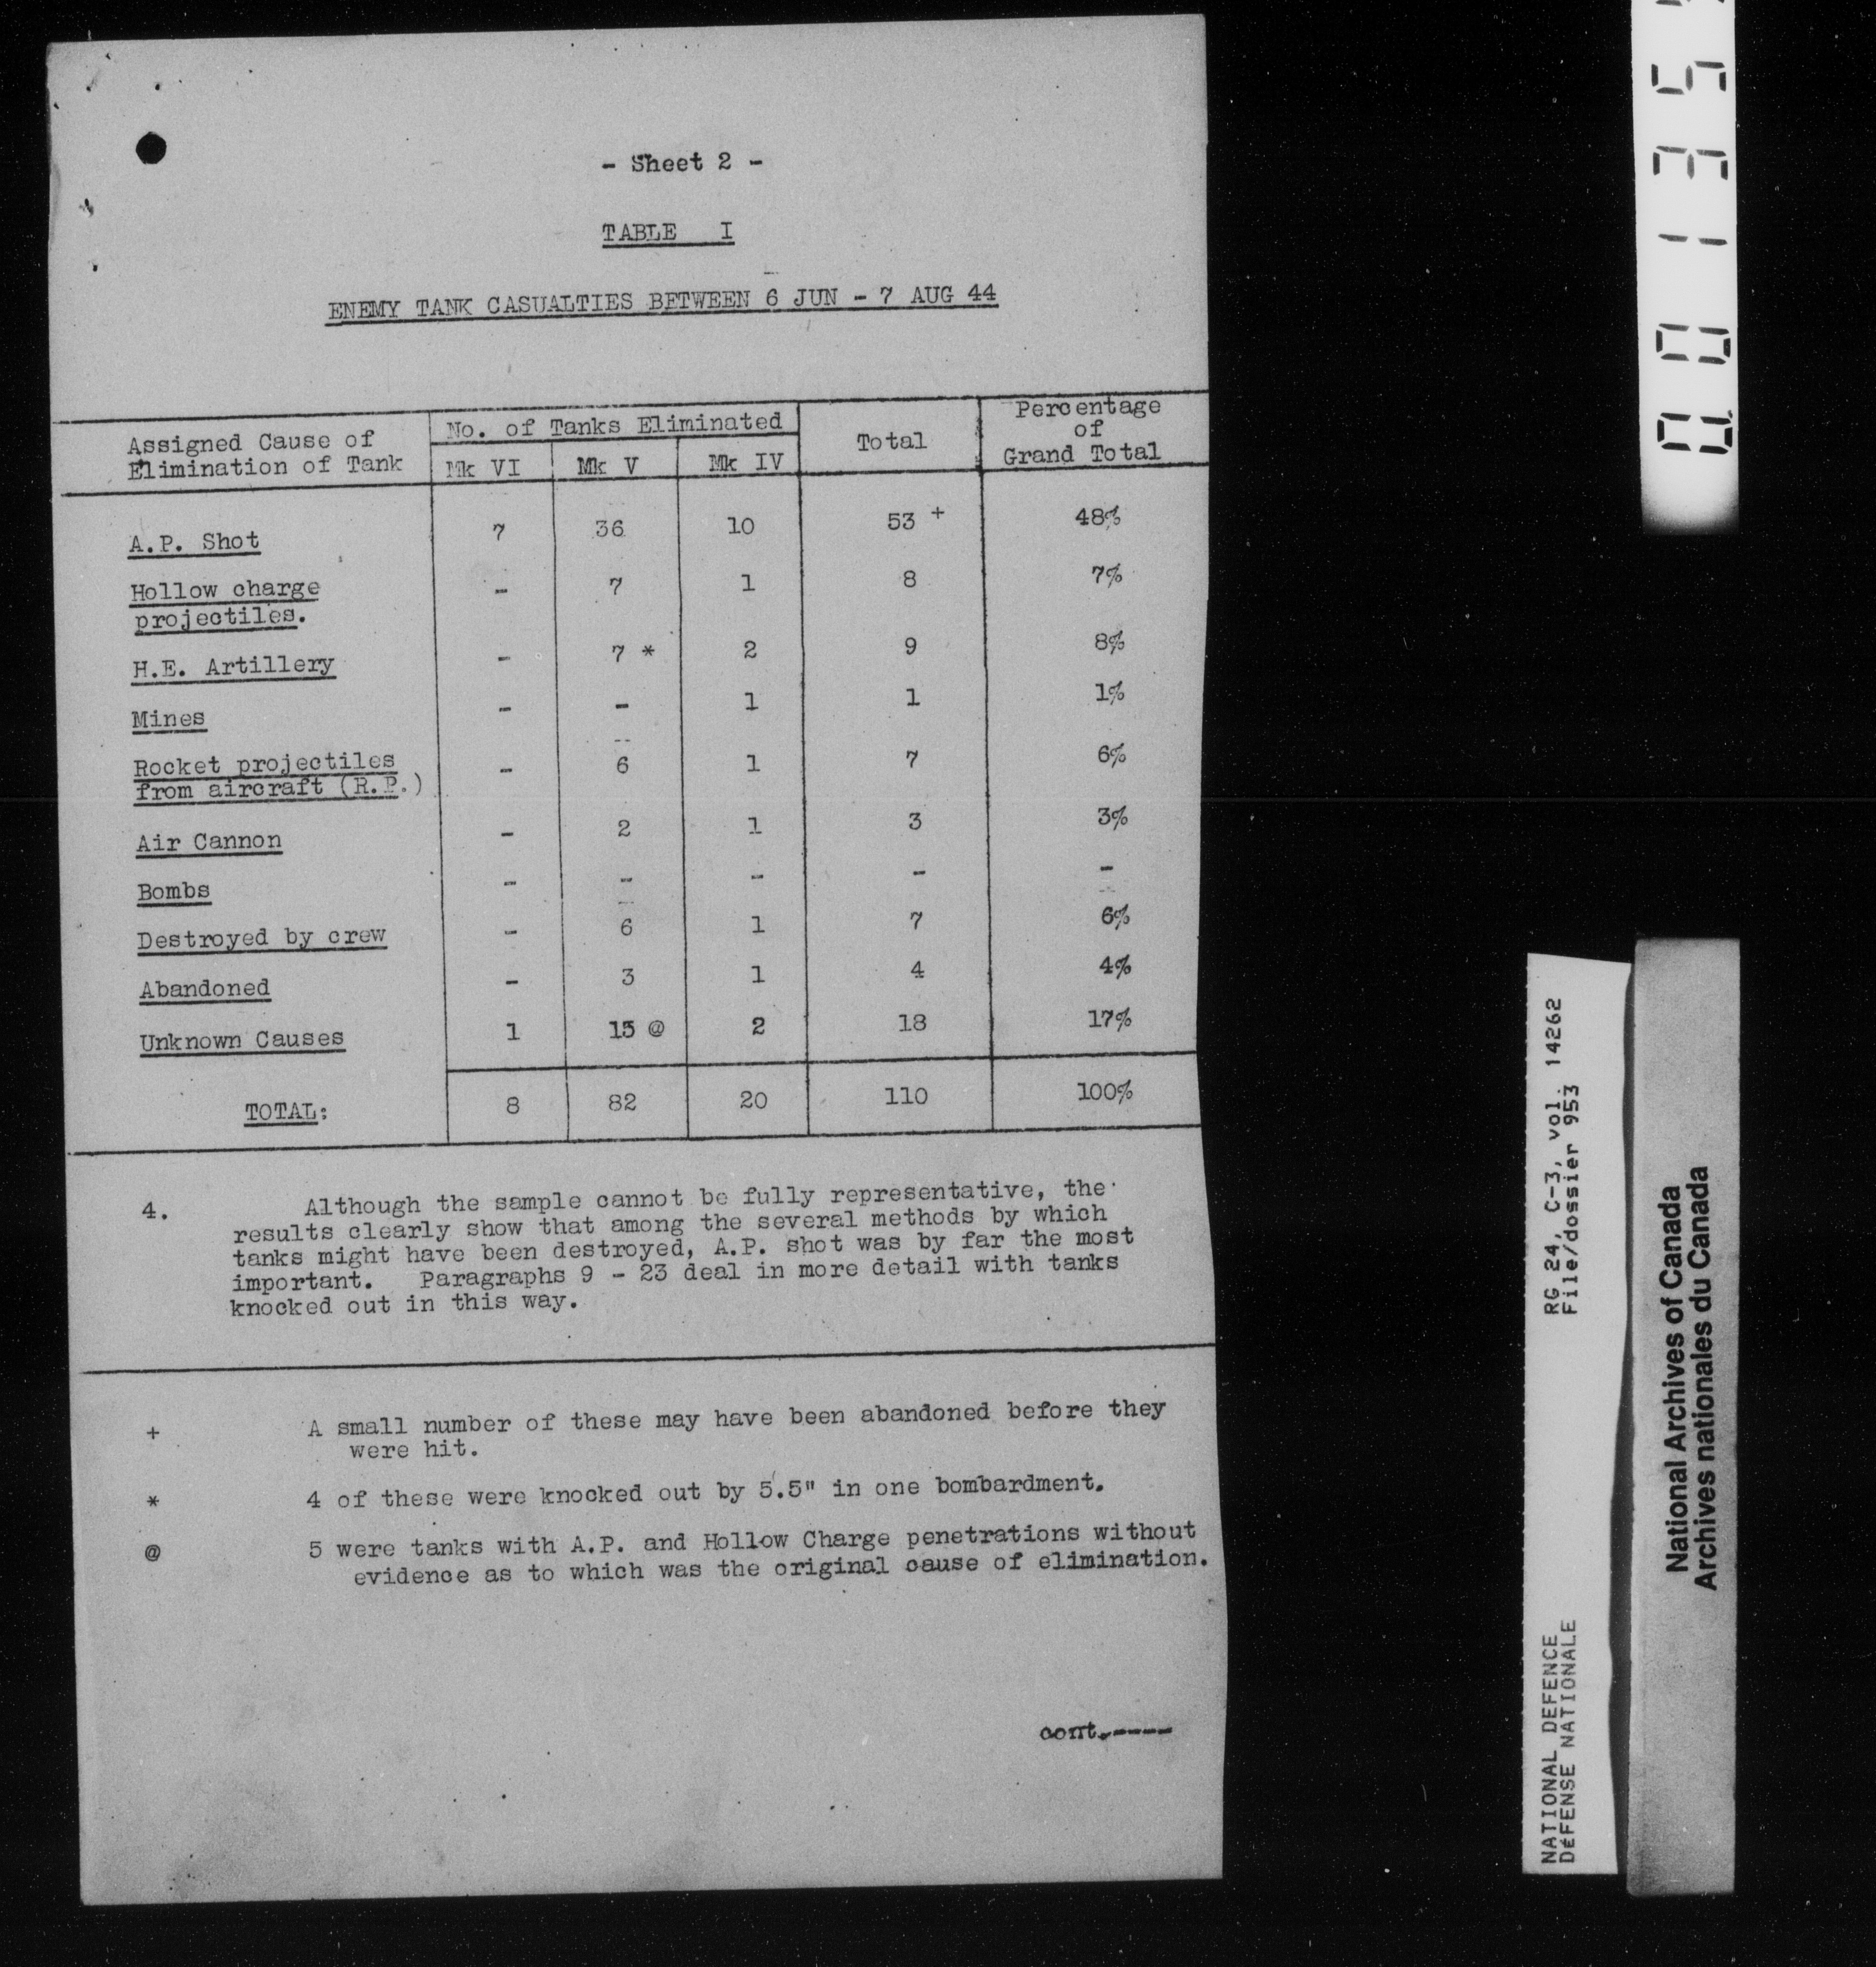 - Sheet 2 -
TABLE I
ENEMY TANK CASUALTIES BETWEEN 6 JUN - 7 AUG 44
Assigned Cause of Elimination of Tank | No. of Tanks Eliminated | Total | Percentage of Grand Total
Mk VI | Mk V | Mk IV
A.P. Shot 7 36 10 53 + 48%
Hollow charge projectiles. - 7 1 8 7%
H.E. Artillery - 7 * 2 9 8%
Mines - - 1 1 1%
Rocket projectiles from aircraft (R.P.) - 6 1 7 6%
Air Cannon - 2 1 3 3%
Bombs - - - - -
Destroyed by crew - 6 1 7 6%
Abandoned - 3 1 4 4%
Unknown Causes 1 15 @ 2 18 17%
TOTAL: 8 82 20 110 100%
4. Although the sample cannot be fully representative, the
results clearly show that among the several methods by which
tanks might have been destroyed, A.P. shot was by far the most
important. Paragraphs 9 - 23 deal in more detail with tanks
knocked out in this way.
+ A small number of these may have been abandoned before they
were hit.
* 4 of these were knocked out by 5.5" in one bombardment.
@ 5 were tanks with A.P. and Hollow Charge penetrations without
evidence as to which was the original cause of elimination.
cont.----
RG 24, C-3, vol. 14262
File/dossier 953
NATIONAL DEFENCE
DÉFENSE NATIONALE
National Archives of Canada
Archives nationales du Canada